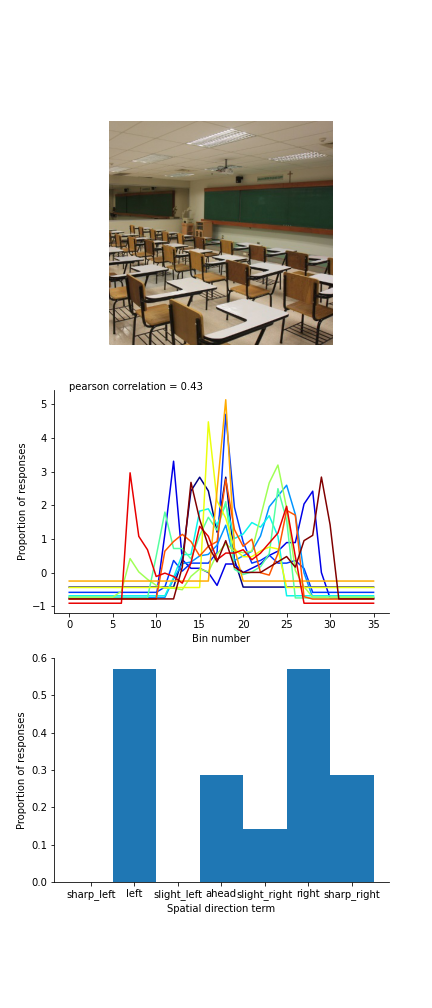 pearson correlation = 0.43
Proportion of responses
5
4
3
2
1
0
−1
0 5 10 15 20 25 30 35
Bin number
Proportion of responses
0.6
0.5
0.4
0.3
0.2
0.1
0.0
sharp_left left slight_left ahead slight_right right sharp_right
Spatial direction term